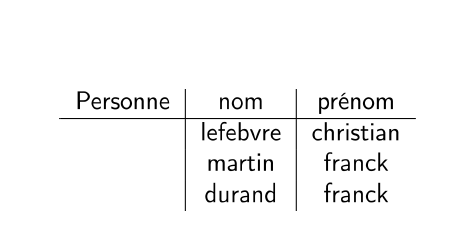 Personne nom prénom
lefebvre christian
martin franck
durand franck